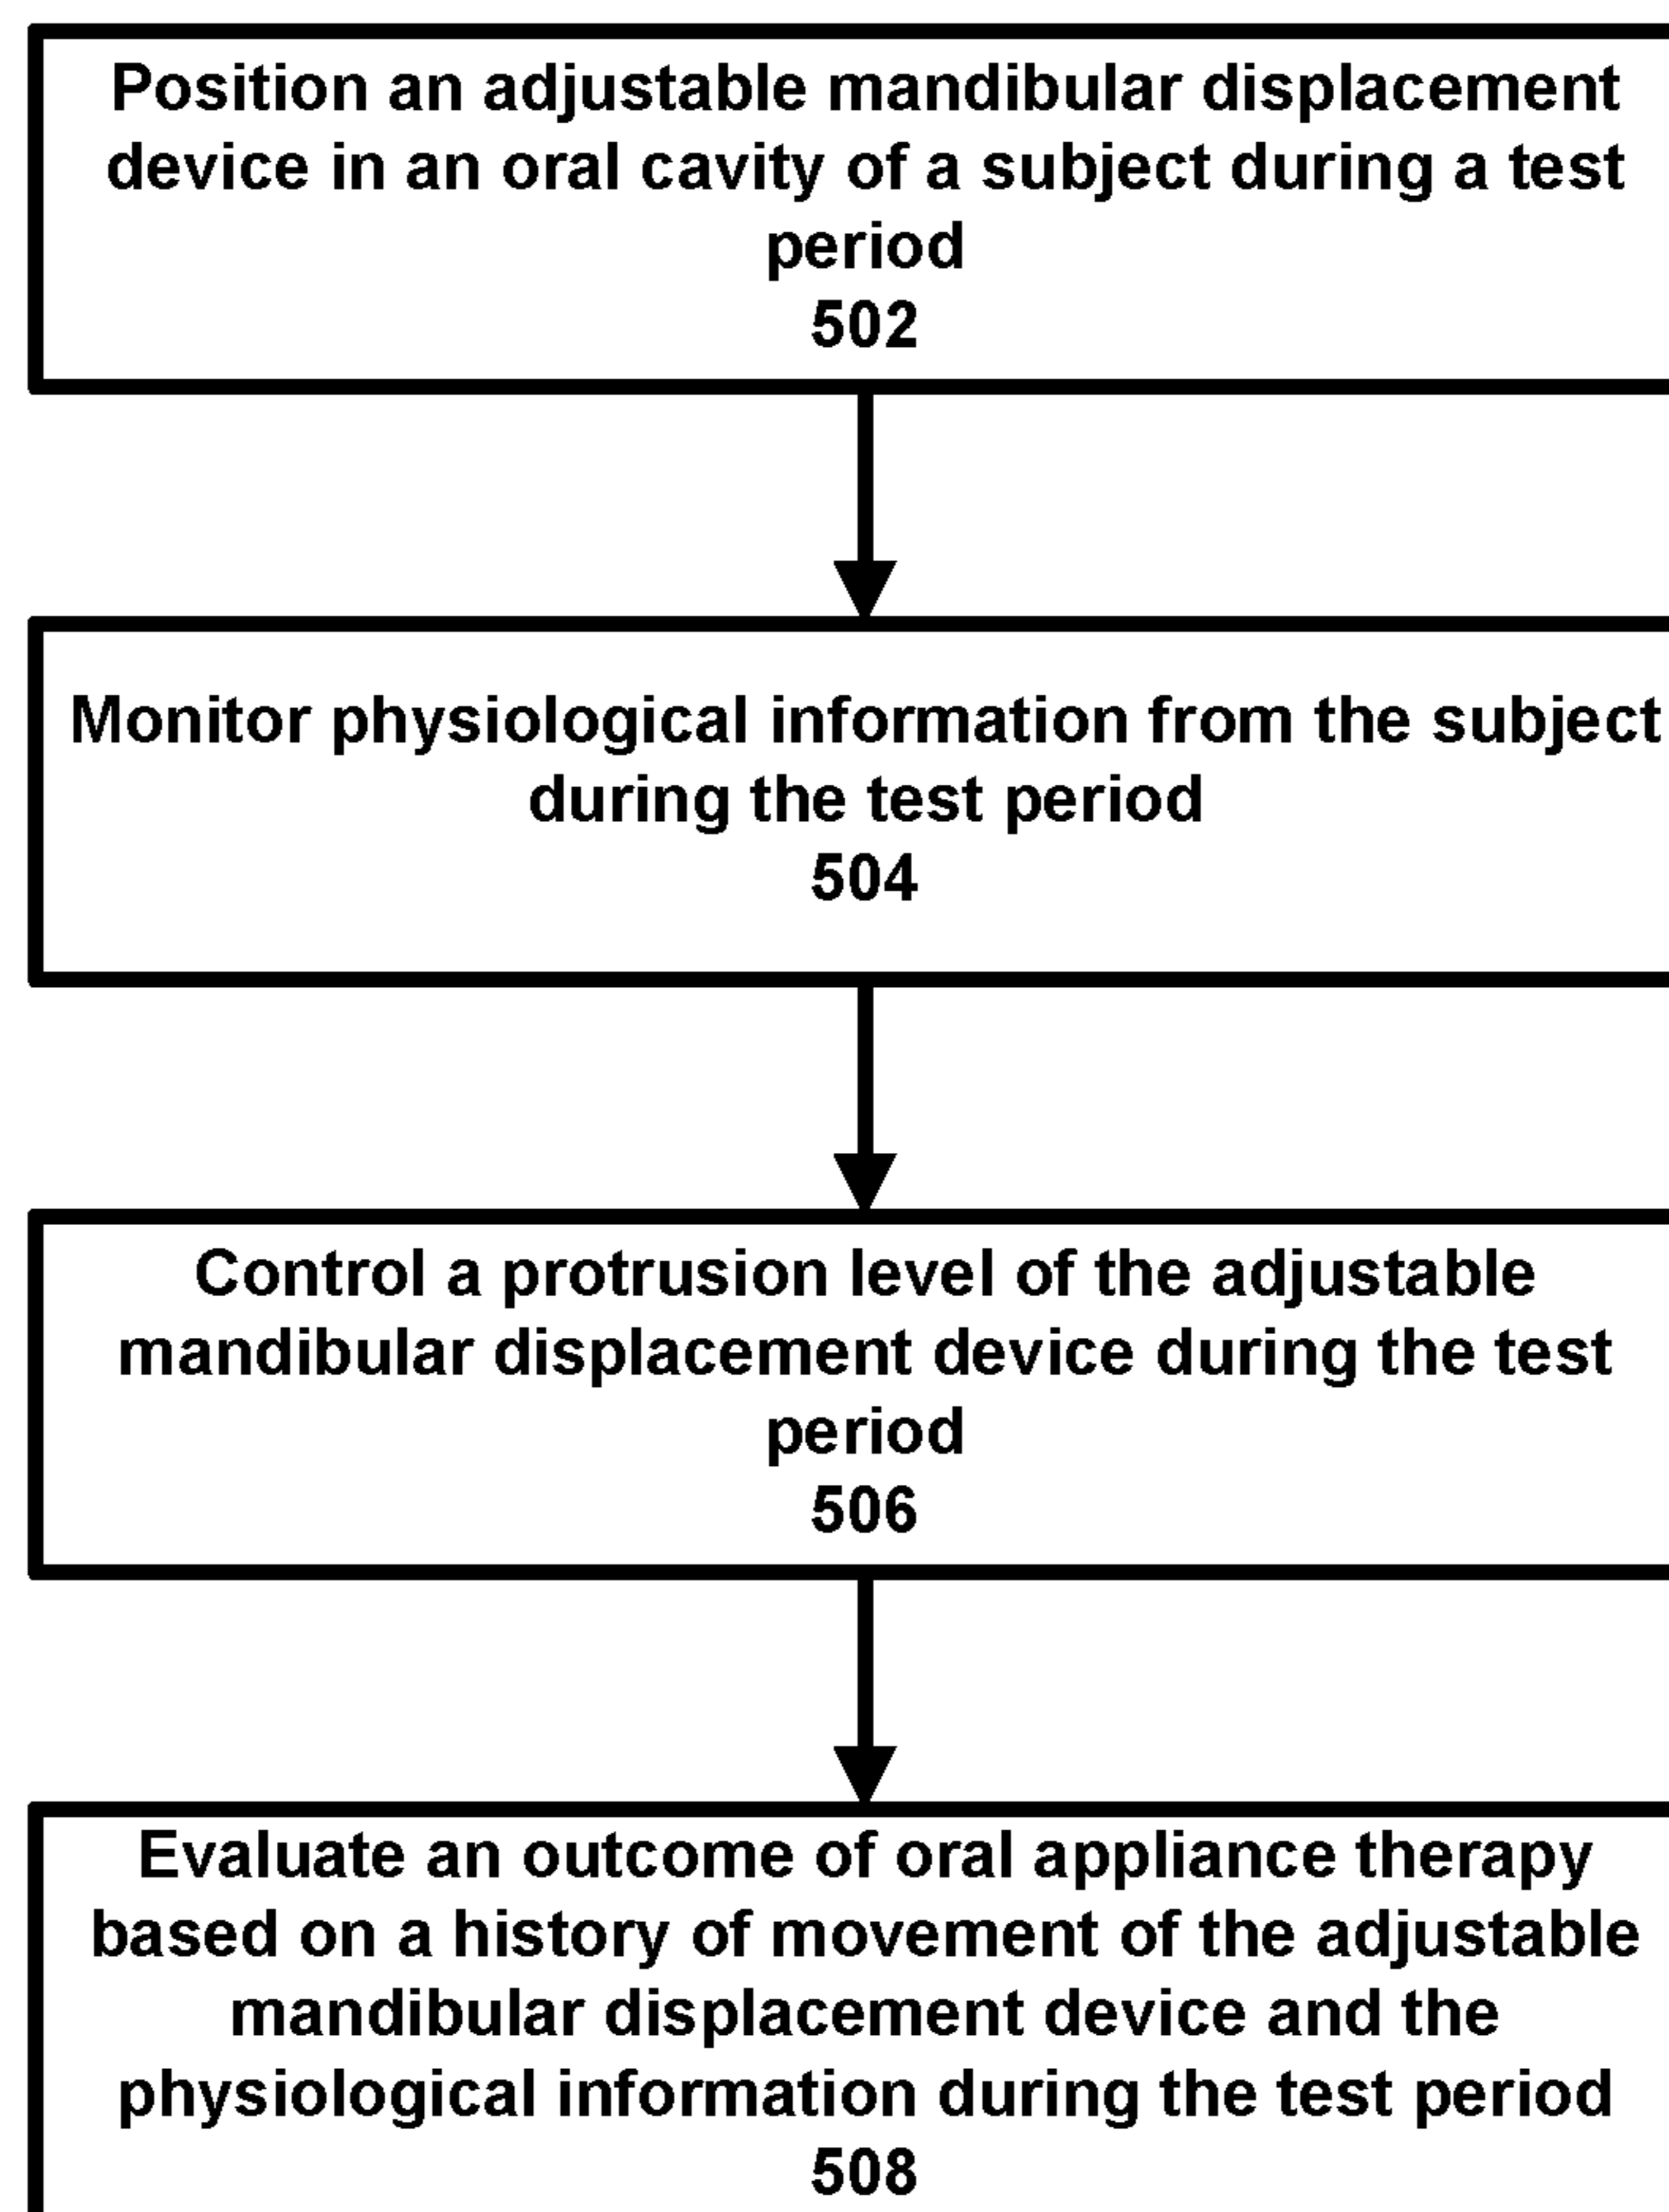 Position an adjustable mandibular displacement
device in an oral cavity of a subject during a test
period
502
Monitor physiological information from the subject
during the test period
504
Control a protrusion level of the adjustable
mandibular displacement device during the test
period
506
Evaluate an outcome of oral appliance therapy
based on a history of movement of the adjustable
mandibular displacement device and the
physiological information during the test period
508